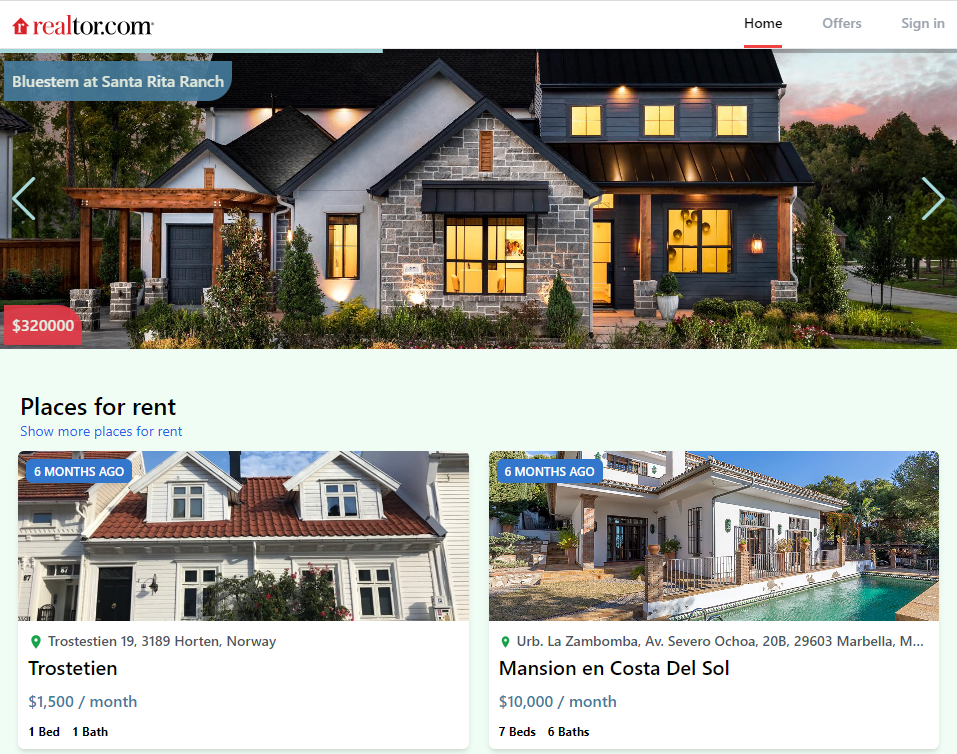 realtor.com
Home Offers Sign in
Bluestem at Santa Rita Ranch
$320000
Places for rent
Show more places for rent
6 MONTHS AGO
87
Trostestien 19, 3189 Horten, Norway
Trostetien
$1,500 / month
1 Bed 1 Bath
6 MONTHS AGO
Urb. La Zambomba, Av. Severo Ochoa, 20B, 29603 Marbella, M...
Mansion en Costa Del Sol
$10,000 / month
7 Beds 6 Baths